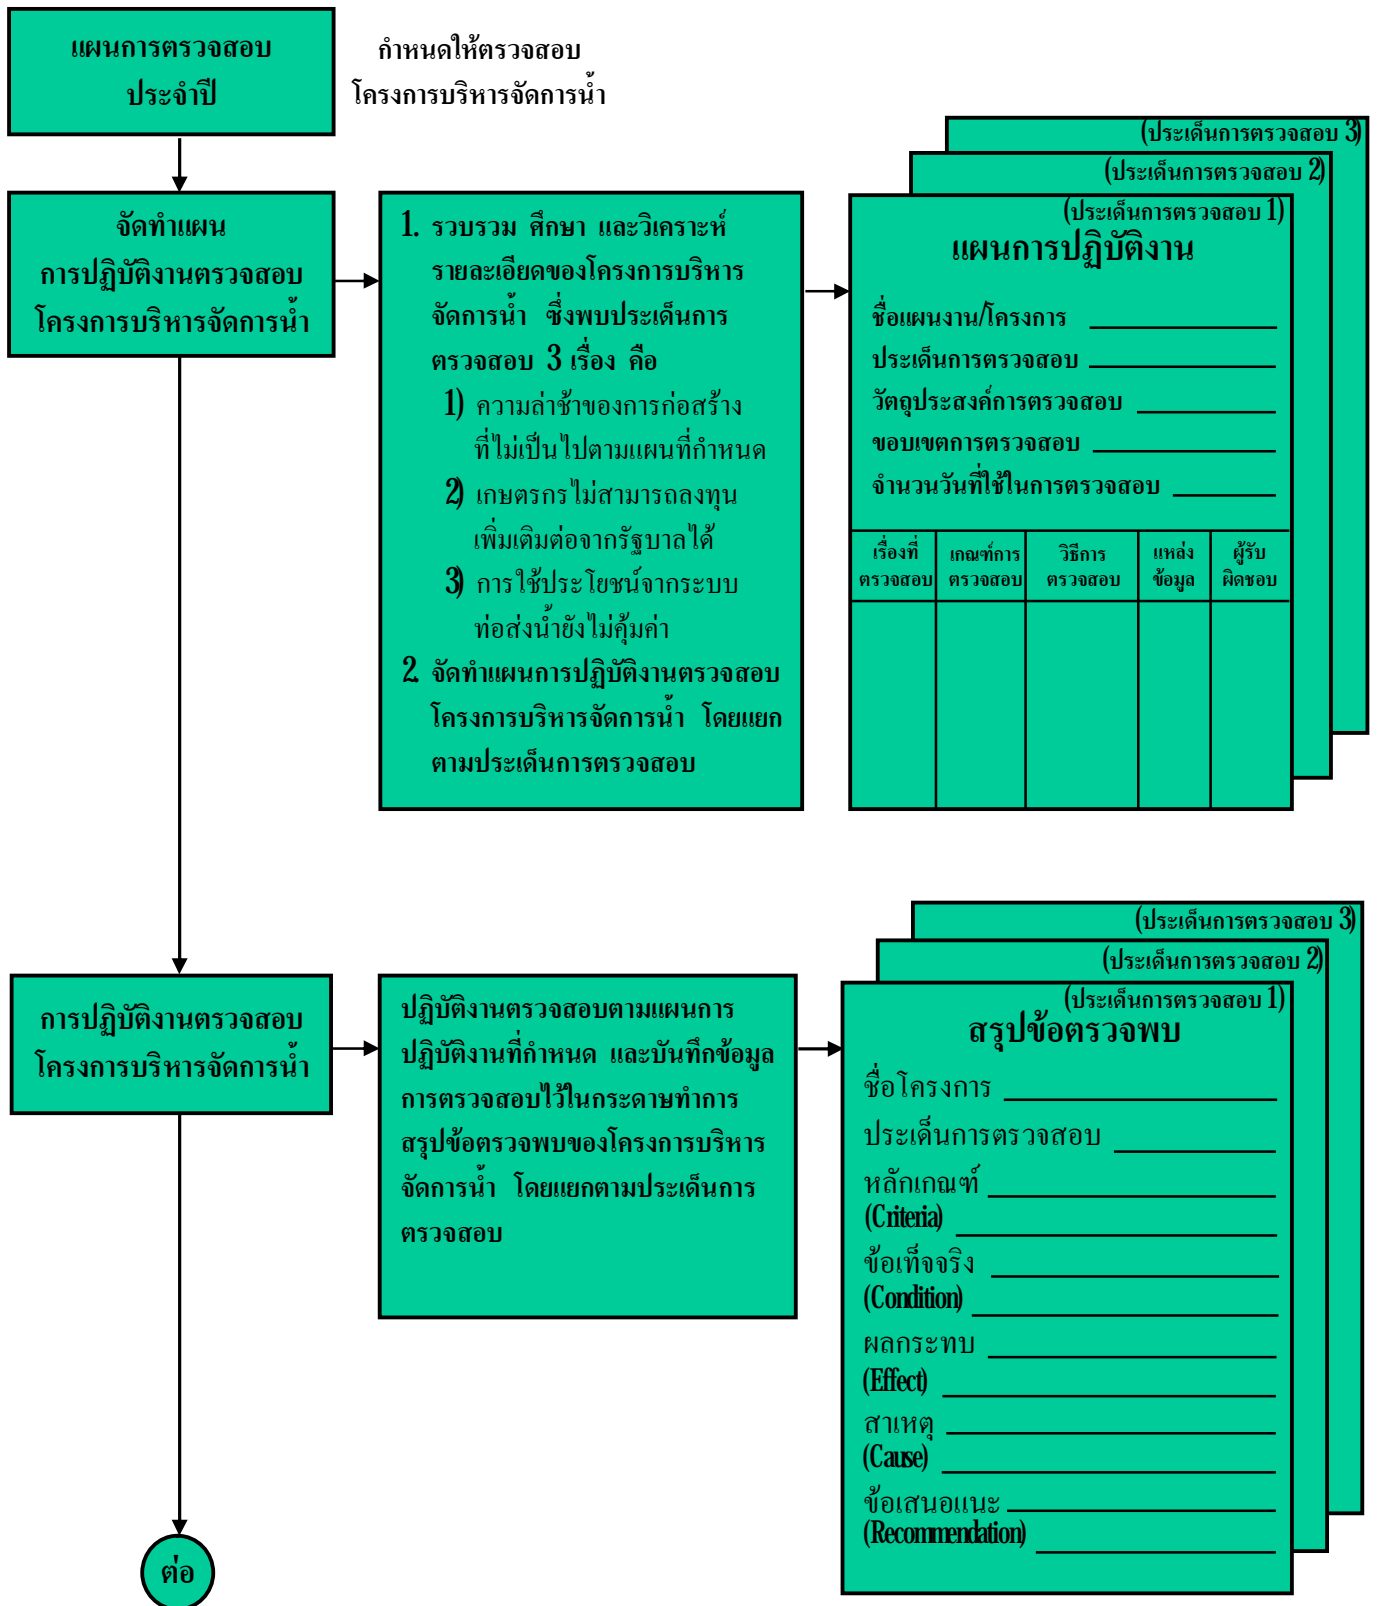 แผนการตรวจสอบ
ประจำปี
กำหนดให้ตรวจสอบ
โครงการบริหารจัดการน้ำ
จัดทำแผน
การปฏิบัติงานตรวจสอบ
โครงการบริหารจัดการน้ำ
1. รวบรวม ศึกษา และวิเคราะห์
รายละเอียดของโครงการบริหาร
จัดการน้ำ ซึ่งพบประเด็นการ
ตรวจสอบ 3 เรื่อง คือ
1) ความล่าช้าของการก่อสร้าง
ที่ไม่เป็นไปตามแผนที่กำหนด
2) เกษตรกรไม่สามารถลงทุน
เพิ่มเติมต่อจากรัฐบาลได้
3) การใช้ประโยชน์จากระบบ
ท่อส่งน้ำยังไม่คุ้มค่า
2. จัดทำแผนการปฏิบัติงานตรวจสอบ
โครงการบริหารจัดการน้ำ โดยแยก
ตามประเด็นการตรวจสอบ
(ประเด็นการตรวจสอบ 3)
(ประเด็นการตรวจสอบ 2)
(ประเด็นการตรวจสอบ 1)
แผนการปฏิบัติงาน
ชื่อแผนงาน/โครงการ
ประเด็นการตรวจสอบ
วัตถุประสงค์การตรวจสอบ
ขอบเขตการตรวจสอบ
จำนวนวันที่ใช้ในการตรวจสอบ
เรื่องที่ เกณฑ์การ วิธีการ แหล่ง ผู้รับ
ตรวจสอบ ตรวจสอบ ตรวจสอบ ข้อมูล ผิดชอบ
การปฏิบัติงานตรวจสอบ
โครงการบริหารจัดการน้ำ
ปฏิบัติงานตรวจสอบตามแผนการ
ปฏิบัติงานที่กำหนด และบันทึกข้อมูล
การตรวจสอบไว้ในกระดาษทำการ
สรุปข้อตรวจพบของโครงการบริหาร
จัดการน้ำ โดยแยกตามประเด็นการ
ตรวจสอบ
(ประเด็นการตรวจสอบ 3)
(ประเด็นการตรวจสอบ 2)
(ประเด็นการตรวจสอบ 1)
สรุปข้อตรวจพบ
ชื่อโครงการ
ประเด็นการตรวจสอบ
หลักเกณฑ์
(Criteria)
ข้อเท็จจริง
(Condition)
ผลกระทบ
(Effect)
สาเหตุ
(Cause)
ข้อเสนอแนะ
(Recommendation)
ต่อ